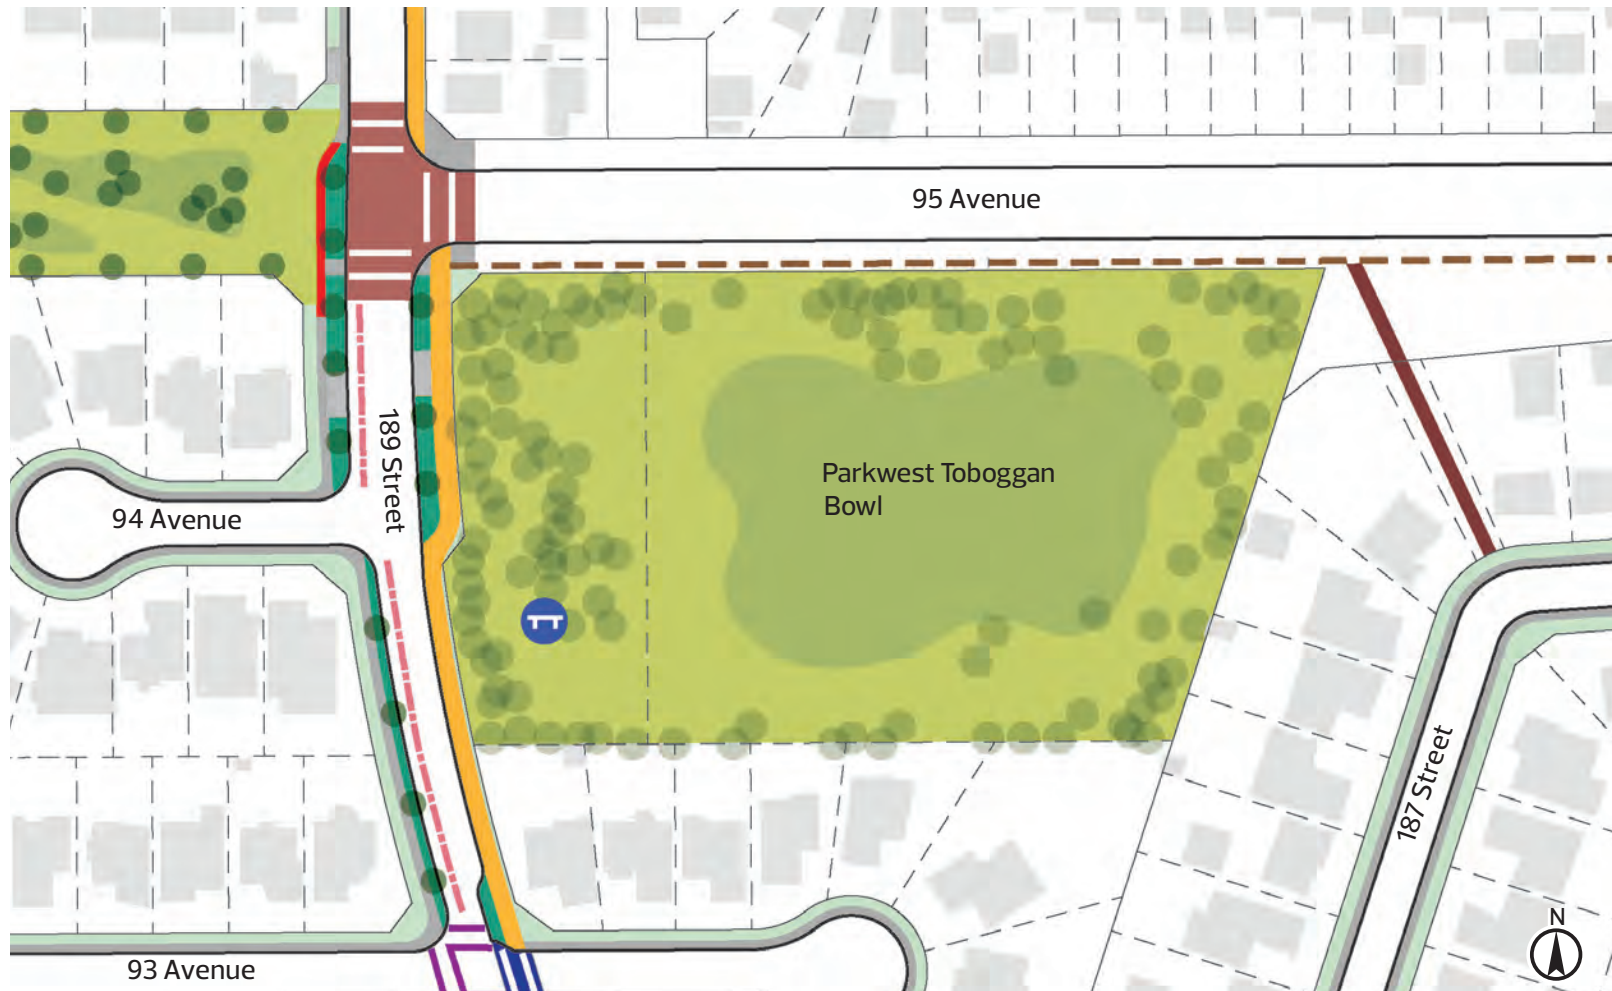 95 Avenue
189 Street
Parkwest Toboggan
Bowl
94 Avenue
187 Street
N
93 Avenue